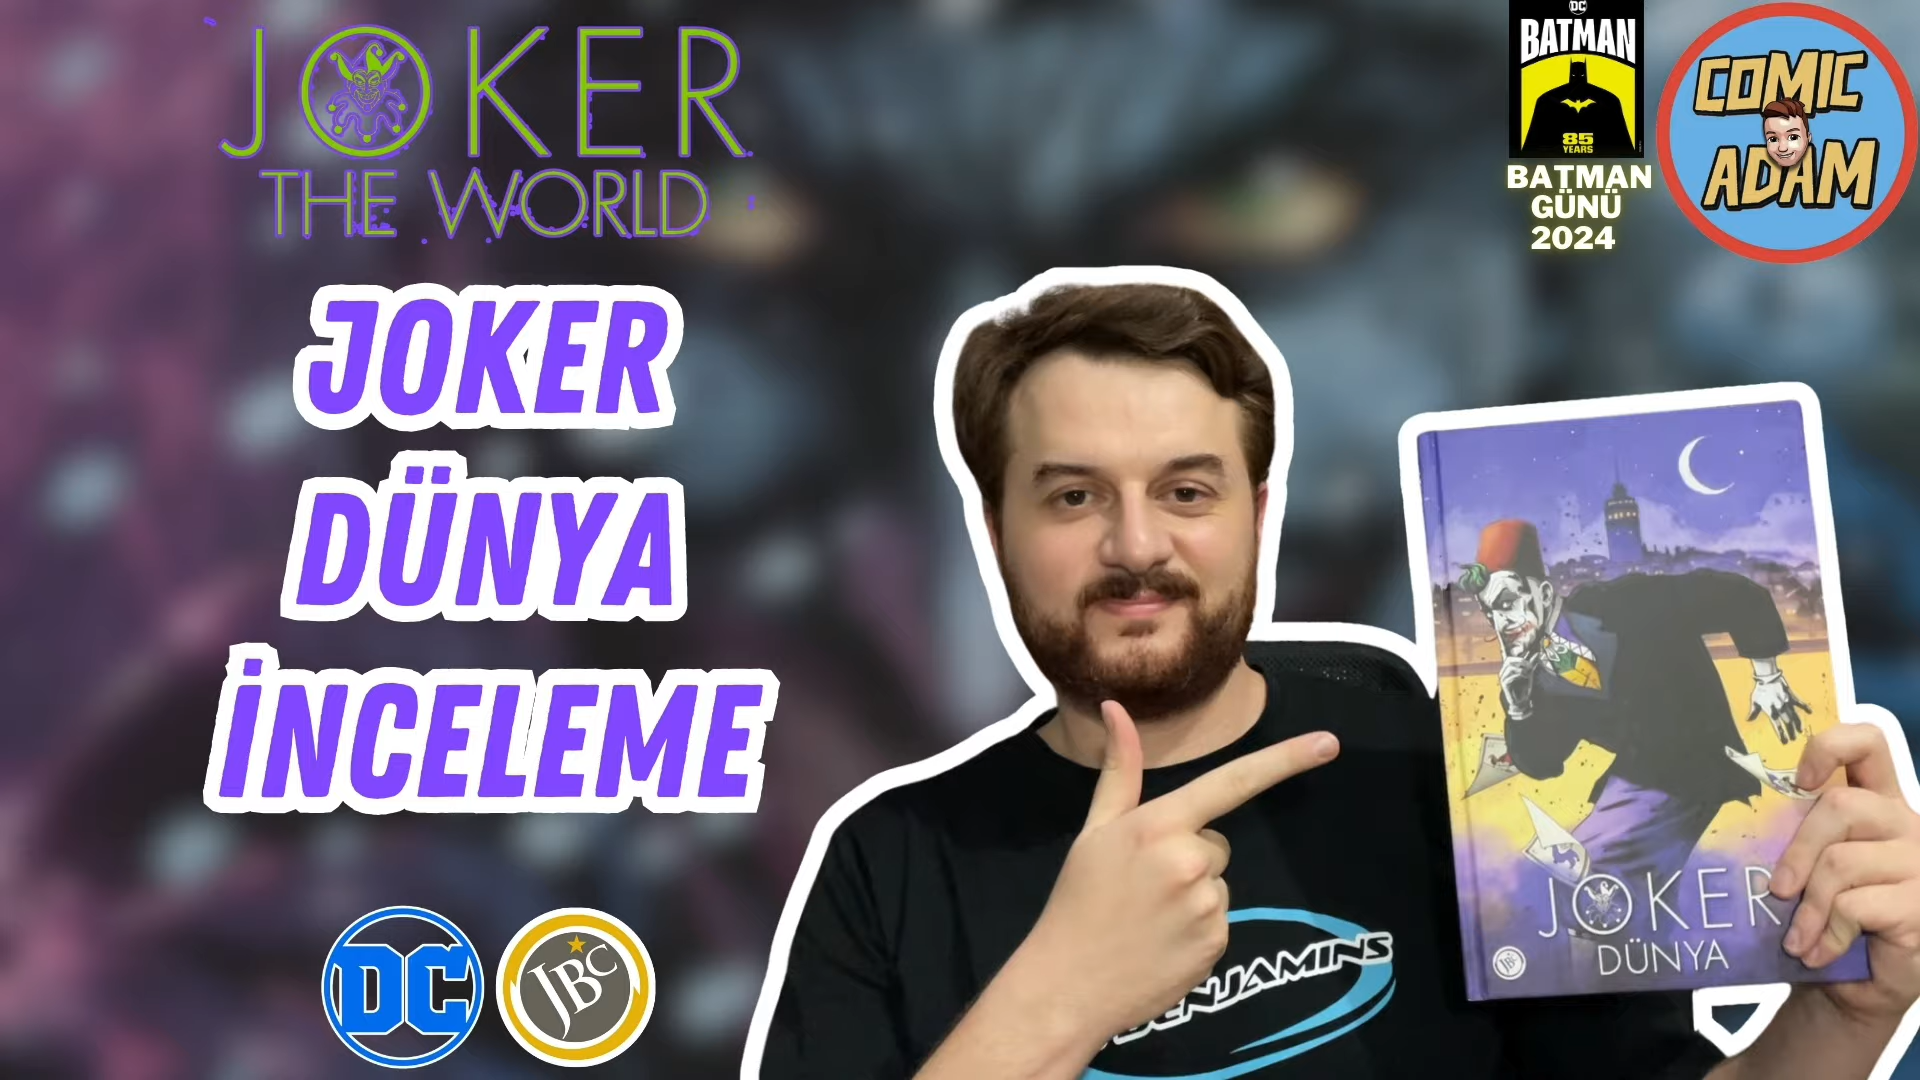 JOKER
THE WORLD
JOKER
DÜNYA
İNCELEME
DC
JBC
DC
BATMAN
85
YEARS
BATMAN
GÜNÜ
2024
COMIC
ADAM
BENJAMINS
JOKER
DÜNYA
JBC